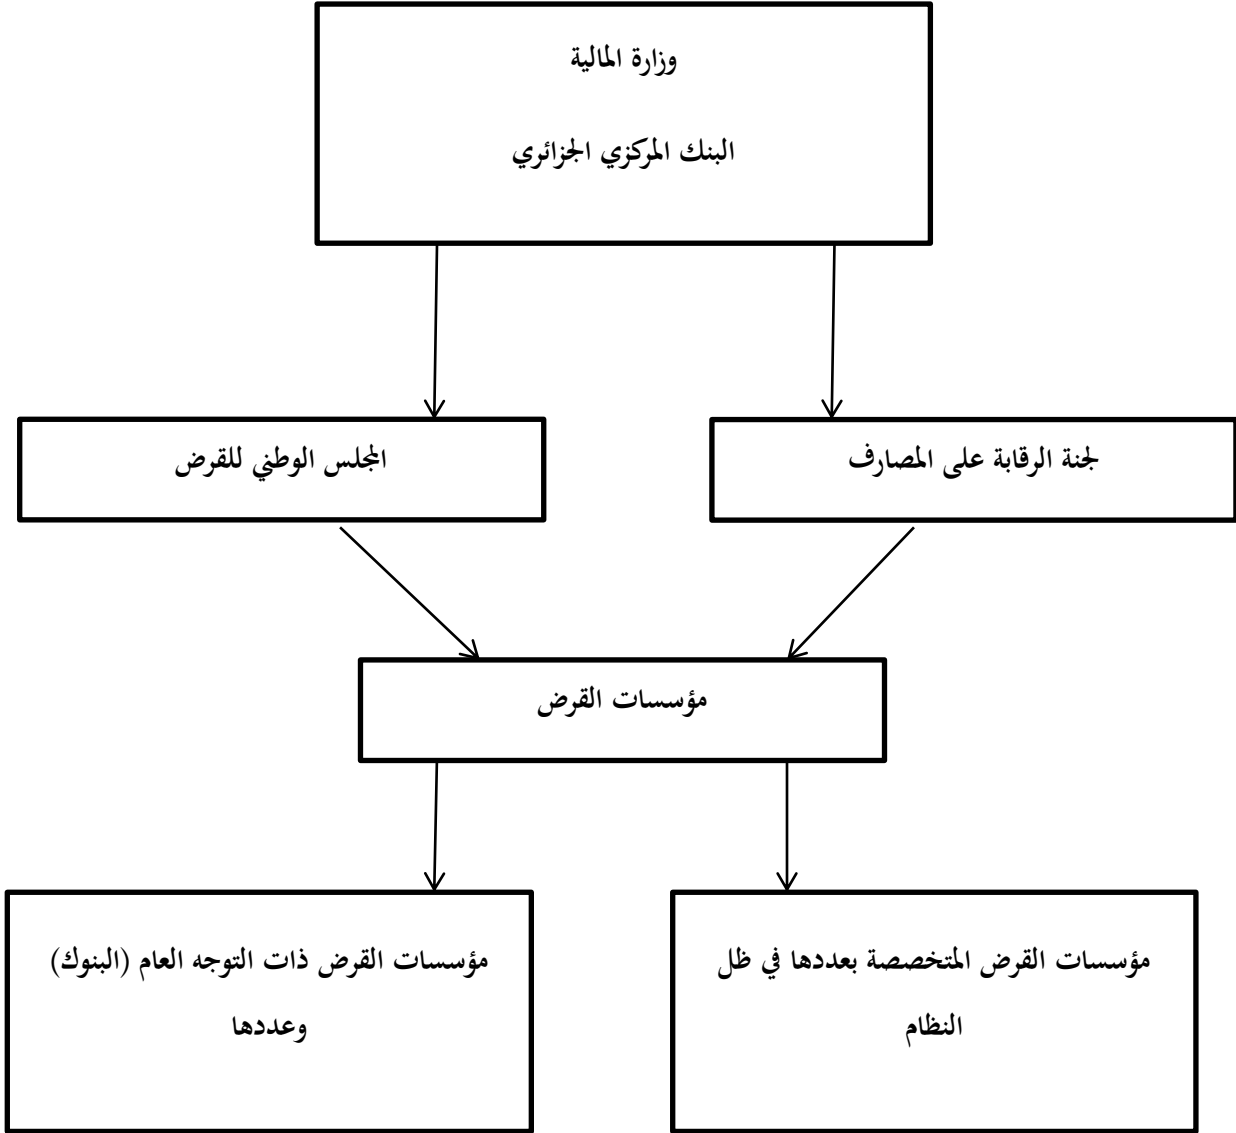 وزارة المالية
البنك المركزي الجزائري
لجنة الرقابة على المصارف
المجلس الوطني للقرض
مؤسسات القرض
مؤسسات القرض المتخصصة بعددها في ظل
النظام
مؤسسات القرض ذات التوجه العام (البنوك)
وعددها